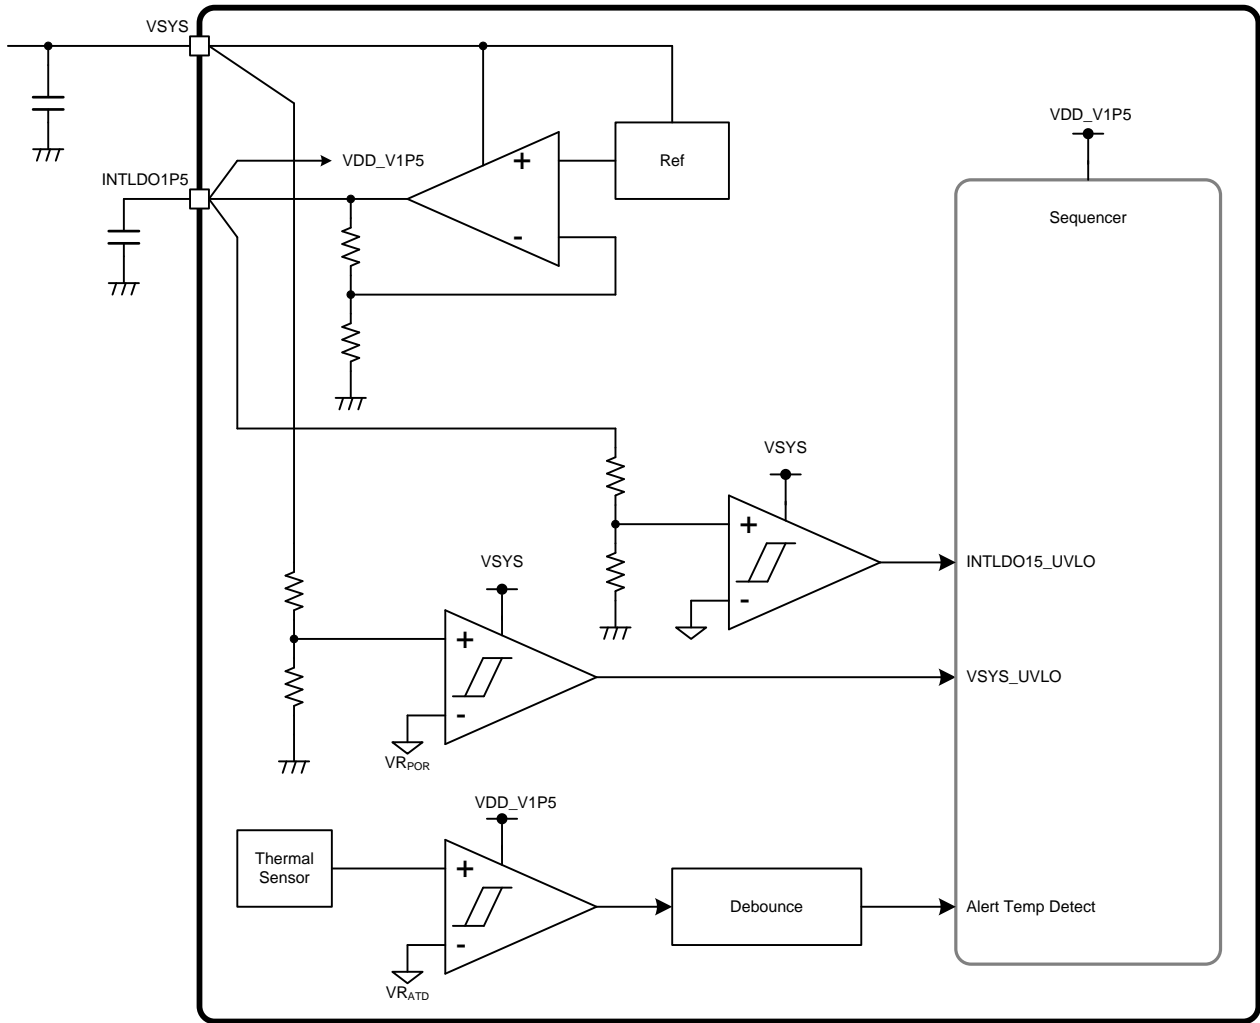 VSYS
VDD_V1P5
VDD_V1P5
Ref
+
INTLDO1P5
Sequencer
-
VSYS
+
VSYS
INTLDO15_UVLO
-
+
VSYS_UVLO
-
VRPOR
VDD_V1P5
Thermal
Sensor
+
Debounce
Alert Temp Detect
-
VRATD